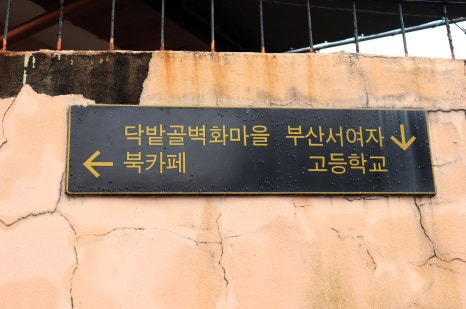 닥밭골벽화마을
북카페
부산서여자
고등학교